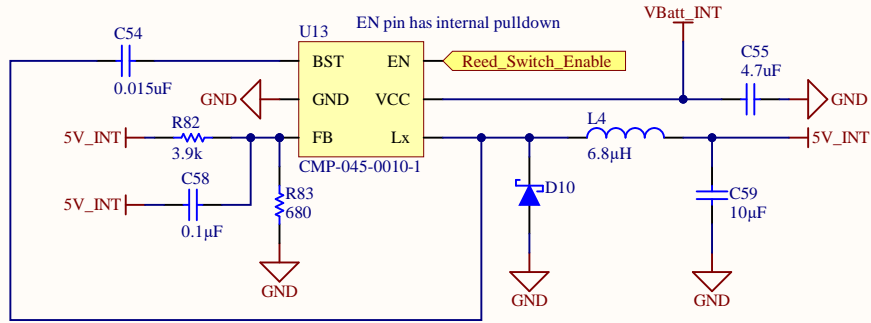 U13
EN pin has internal pulldown
VBatt_INT
C54
0.015uF
BST
EN
Reed_Switch_Enable
C55
4.7uF
GND
GND
VCC
GND
R82
5V_INT
3.9k
FB
Lx
L4
6.8µH
5V_INT
CMP-045-0010-1
C58
5V_INT
0.1µF
R83
680
D10
C59
10µF
GND
GND
GND